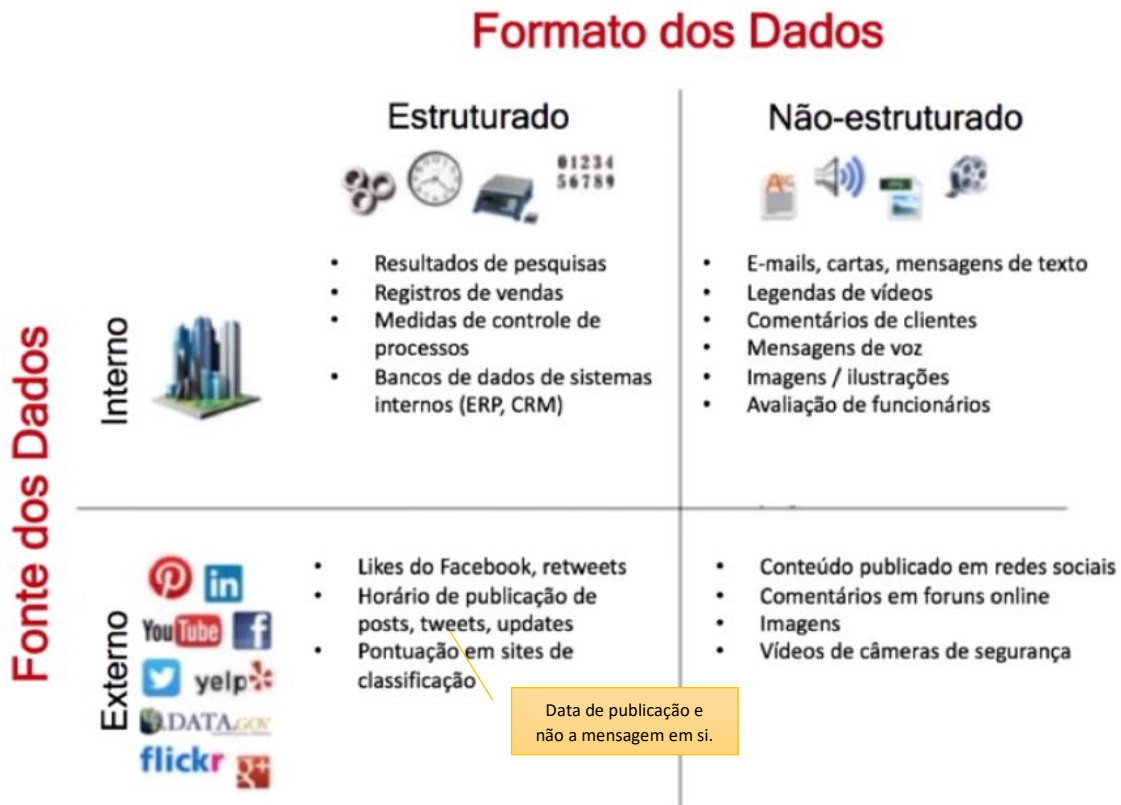 Formato dos Dados
Estruturado
Não-estruturado
01234
56789
Fonte dos Dados
Interno
• Resultados de pesquisas
• Registros de vendas
• Medidas de controle de
processos
• Bancos de dados de sistemas
internos (ERP, CRM)
• E-mails, cartas, mensagens de texto
• Legendas de vídeos
• Comentários de clientes
• Mensagens de voz
• Imagens / ilustrações
• Avaliação de funcionários
Externo
in
YouTube
f
yelp
DATA.GOV
flickr
g+
• Likes do Facebook, retweets
• Horário de publicação de
posts, tweets, updates
• Pontuação em sites de
classificação
Data de publicação e
não a mensagem em si.
• Conteúdo publicado em redes sociais
• Comentários em foruns online
• Imagens
• Vídeos de câmeras de segurança